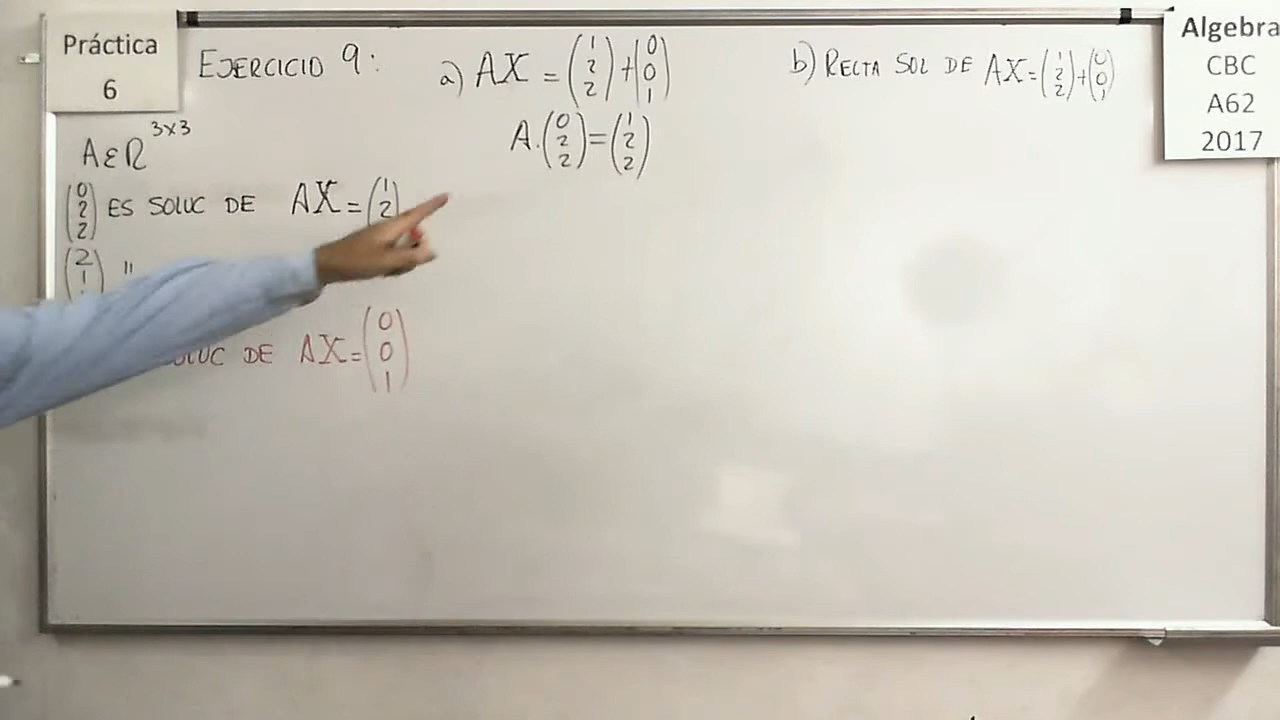 Práctica
6
EJERCICIO 9:
a) AX = (1 2 2) + (0 0 1)
A.(0 2 2) = (1 2 2)
b) RECTA SOL DE AX = (1 2 2) + (0 0 1)
Algebra
CBC
A62
2017
A ∈ R^3x3
(0 2 2) ES SOLUC DE AX = (1 2
(2 1 "
DE AX = (0 0 1)